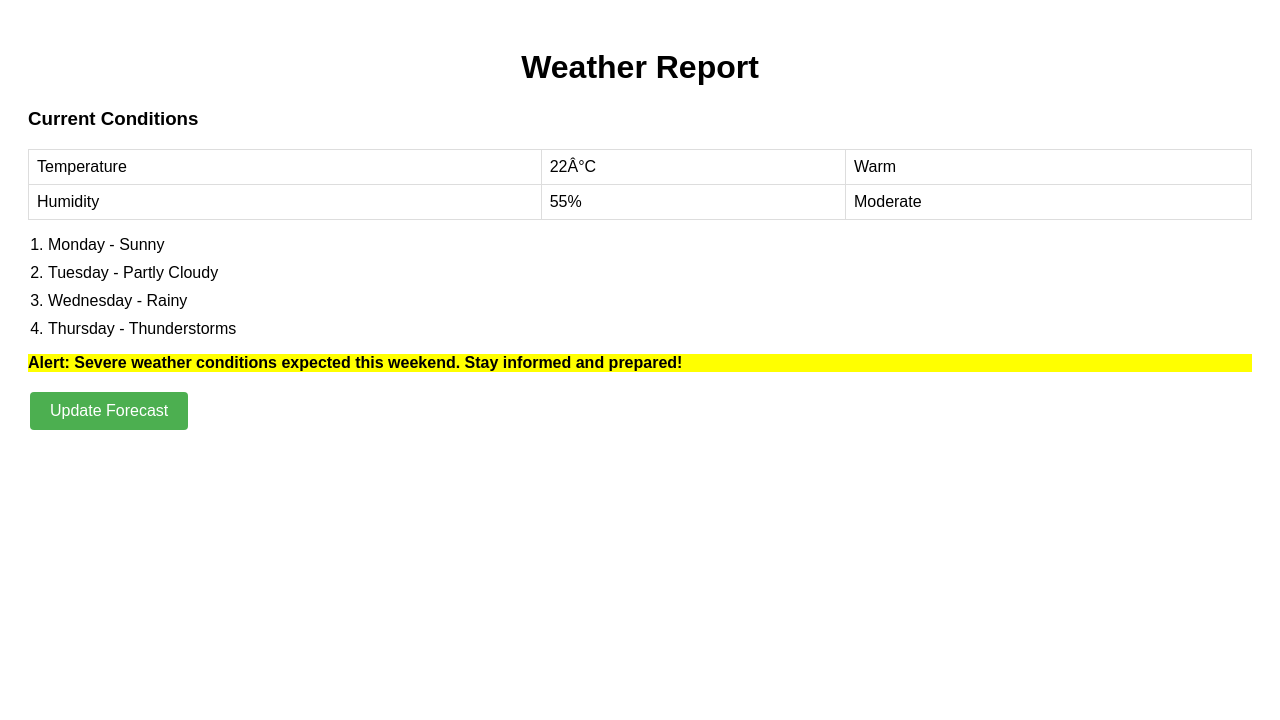 Weather Report
Current Conditions
Temperature 22Â°C Warm
Humidity 55% Moderate
1. Monday - Sunny
2. Tuesday - Partly Cloudy
3. Wednesday - Rainy
4. Thursday - Thunderstorms
Alert: Severe weather conditions expected this weekend. Stay informed and prepared!
Update Forecast